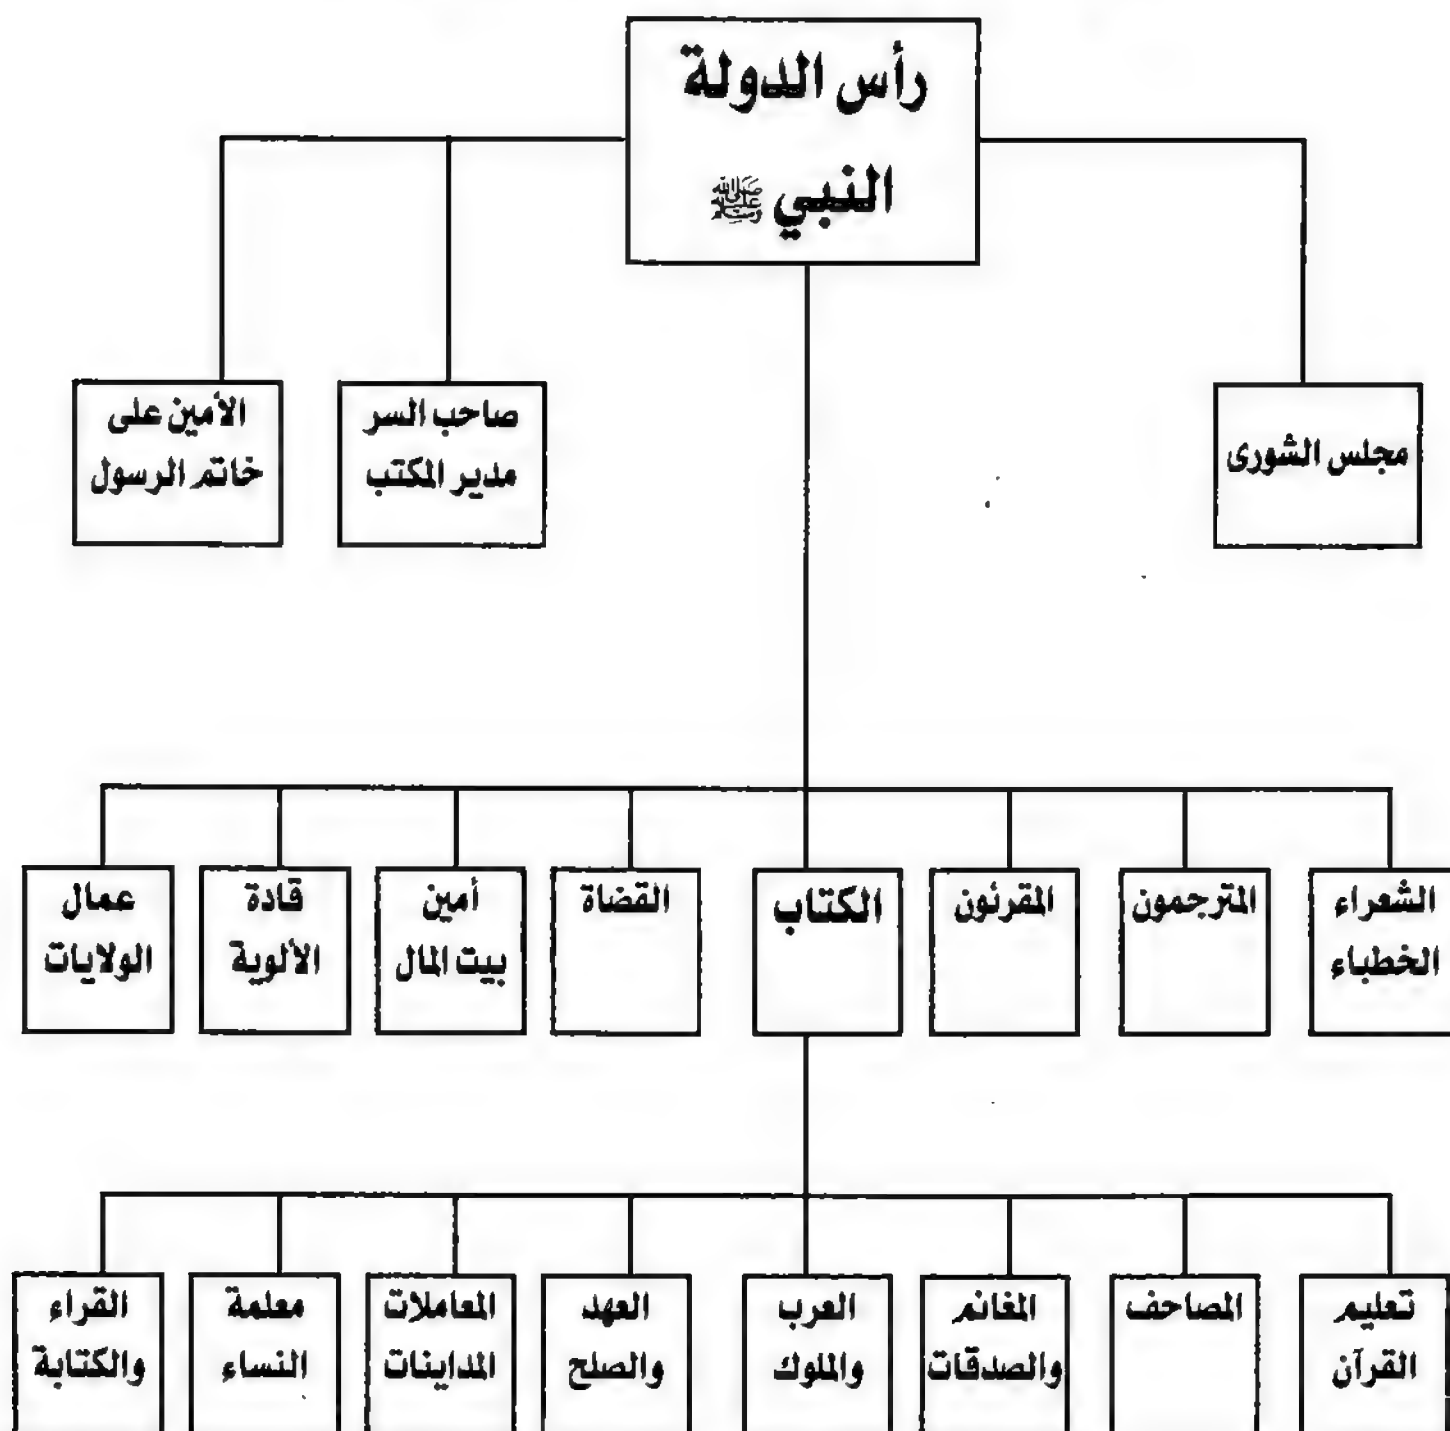 رأس الدولة
النبي ﷺ
مجلس الشورى
صاحب السر
مدير المكتب
الأمين على
خاتم الرسول
الشعراء
الخطباء
المترجمون
المقرئون
الكتاب
القضاة
أمين
بيت المال
قادة
الألوية
عمال
الولايات
تعليم
القرآن
المصاحف
المغانم
والصدقات
العرب
والملوك
العهد
والصلح
المعاملات
المداينات
معلمة
النساء
القراء
والكتابة